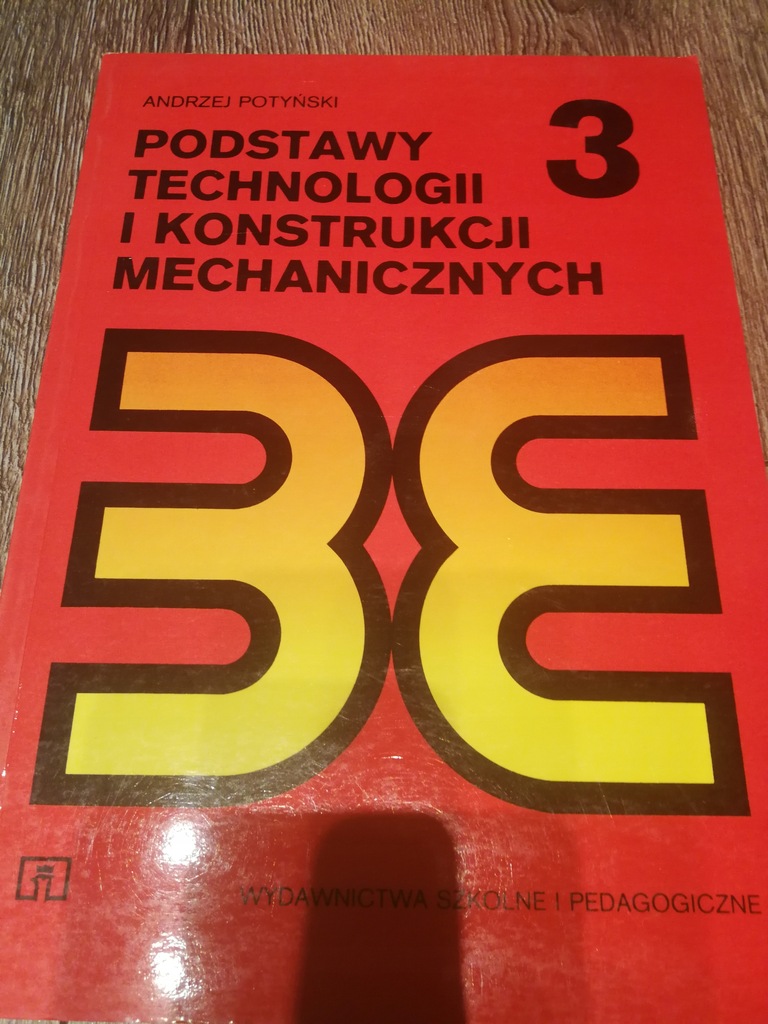 ANDRZEJ POTYŃSKI
3
PODSTAWY
TECHNOLOGII
I KONSTRUKCJI
MECHANICZNYCH
WYDAWNICTWA SZKOLNE I PEDAGOGICZNE